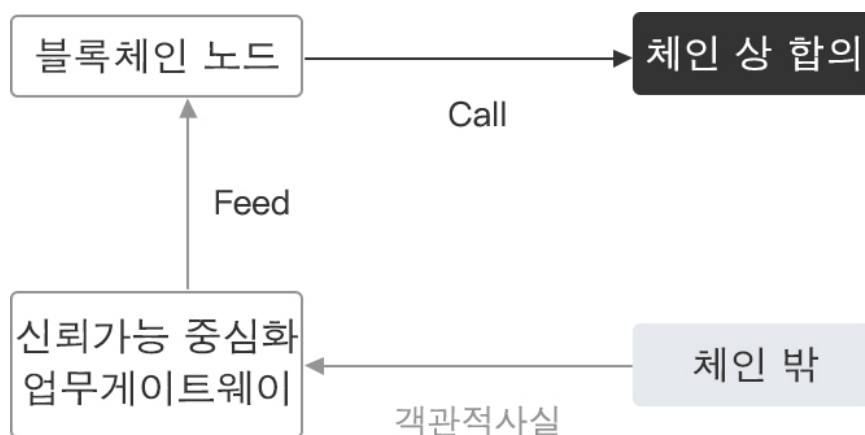 블록체인 노드
체인 상 합의
Call
Feed
신뢰가능 중심화
업무게이트웨이
체인 밖
객관적사실